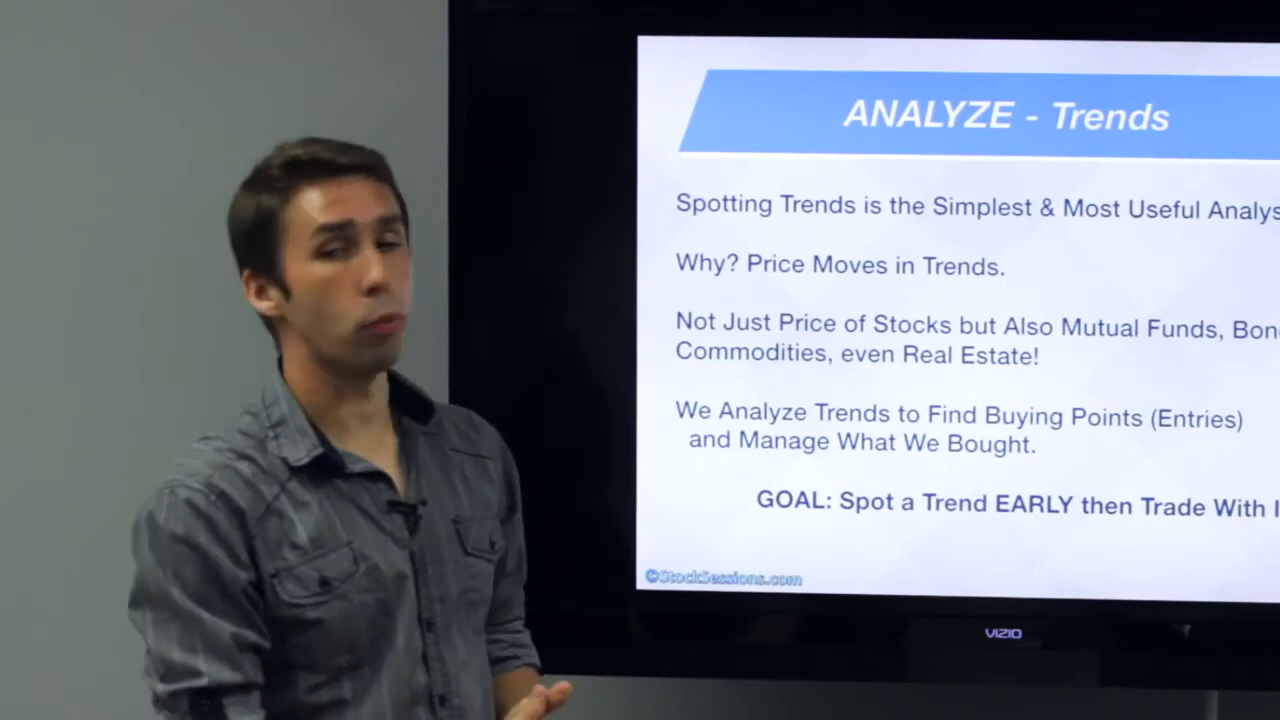 ANALYZE - Trends
Spotting Trends is the Simplest & Most Useful Analys
Why? Price Moves in Trends.
Not Just Price of Stocks but Also Mutual Funds, Bon
Commodities, even Real Estate!
We Analyze Trends to Find Buying Points (Entries)
and Manage What We Bought.
GOAL: Spot a Trend EARLY then Trade With I
©StockSessions.com
VIZIO